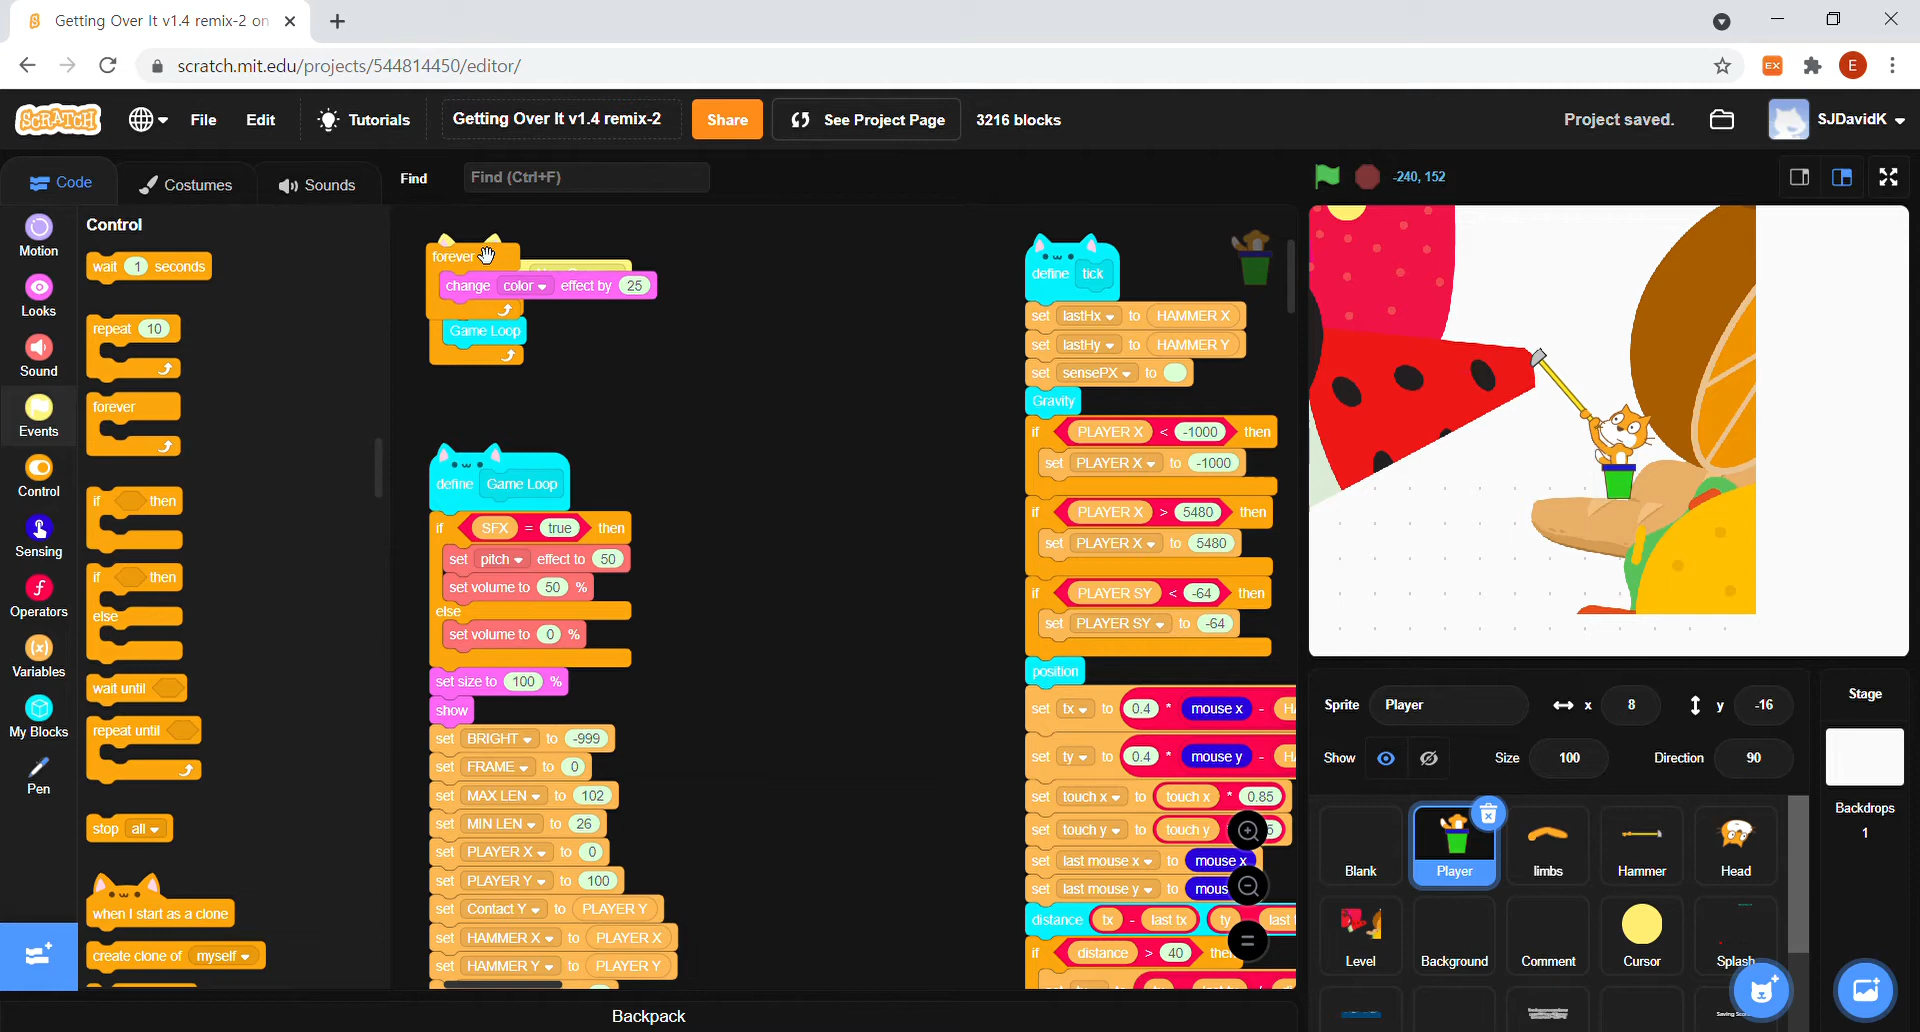 Getting Over It v1.4 remix-2 on
scratch.mit.edu/projects/544814450/editor/
EX
E
SCRATCH
File
Edit
Tutorials
Getting Over It v1.4 remix-2
Share
See Project Page
3216 blocks
Project saved.
SJDavidK
Code
Costumes
Sounds
Find
Find (Ctrl+F)
-240, 152
Motion
Looks
Sound
Events
Control
Sensing
Operators
Variables
My Blocks
Pen
Control
wait 1 seconds
repeat 10
forever
if then
if then
else
wait until
repeat until
stop all
when I start as a clone
create clone of myself
forever
change color effect by 25
Game Loop
define Game Loop
if SFX = true then
set pitch effect to 50
set volume to 50 %
else
set volume to 0 %
set size to 100 %
show
set BRIGHT to -999
set FRAME to 0
set MAX LEN to 102
set MIN LEN to 26
set PLAYER X to 0
set PLAYER Y to 100
set Contact Y to PLAYER Y
set HAMMER X to PLAYER X
set HAMMER Y to PLAYER Y
define tick
set lastHx to HAMMER X
set lastHy to HAMMER Y
set sensePX to
Gravity
if PLAYER X < -1000 then
set PLAYER X to -1000
if PLAYER X > 5480 then
set PLAYER X to 5480
if PLAYER SY < -64 then
set PLAYER SY to -64
position
set tx to 0.4 * mouse x -
set ty to 0.4 * mouse y -
set touch x to touch x * 0.85
set touch y to touch y
set last mouse x to mouse x
set last mouse y to
distance tx - last tx ty - last
if distance > 40 then
Sprite Player
x 8
y -16
Show
Size 100
Direction 90
Blank
Player
limbs
Hammer
Head
Level
Background
Comment
Cursor
Splash
Stage
Backdrops
1
Backpack